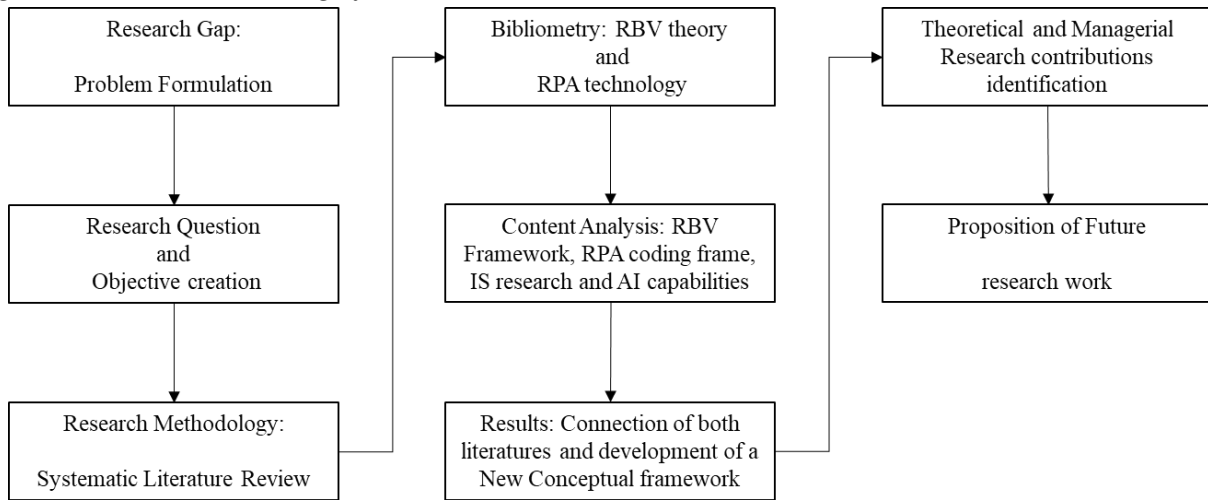 Research Gap:
Problem Formulation
Research Question
and
Objective creation
Research Methodology:
Systematic Literature Review
Bibliometry: RBV theory
and
RPA technology
Content Analysis: RBV
Framework, RPA coding frame,
IS research and AI capabilities
Results: Connection of both
literatures and development of a
New Conceptual framework
Theoretical and Managerial
Research contributions
identification
Proposition of Future
research work